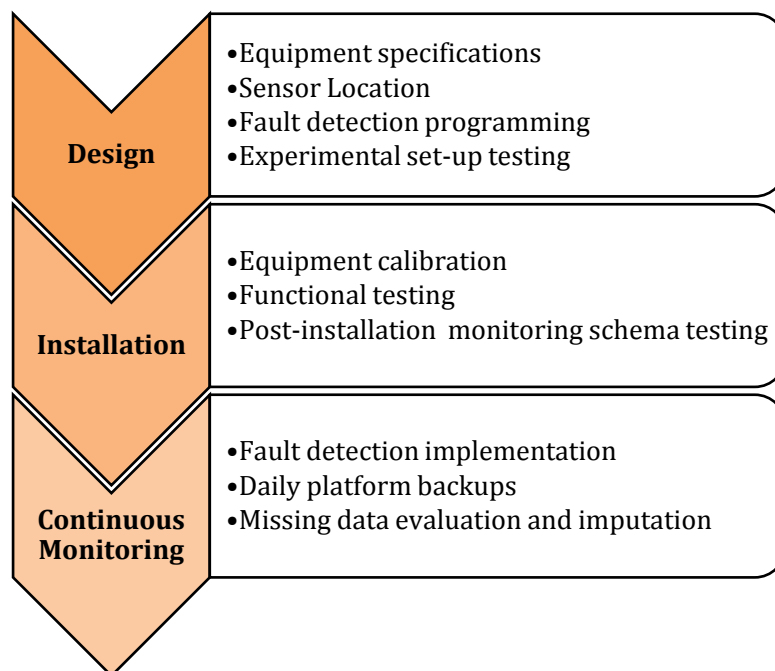 Design
•Equipment specifications
•Sensor Location
•Fault detection programming
•Experimental set-up testing
Installation
•Equipment calibration
•Functional testing
•Post-installation monitoring schema testing
Continuous
Monitoring
•Fault detection implementation
•Daily platform backups
•Missing data evaluation and imputation